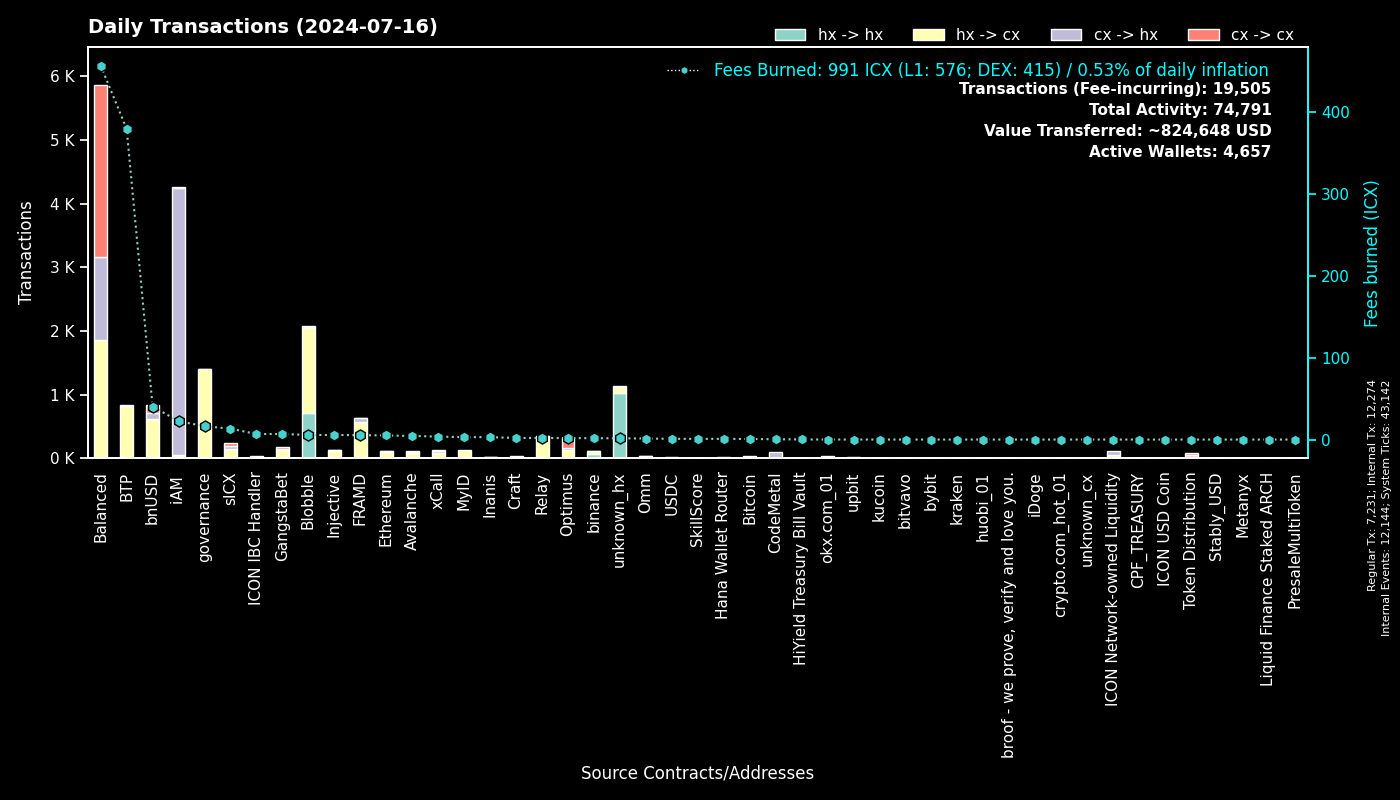 Daily Transactions (2024-07-16)
hx -> hx
hx -> cx
cx -> hx
cx -> cx
Fees Burned: 991 ICX (L1: 576; DEX: 415) / 0.53% of daily inflation
Transactions (Fee-incurring): 19,505
Total Activity: 74,791
Value Transferred: ~824,648 USD
Active Wallets: 4,657
Transactions
6 K
5 K
4 K
3 K
2 K
1 K
0 K
400
300
200
100
0
Fees burned (ICX)
Regular Tx: 7,231; Internal Tx: 12,274
Internal Events: 12,144; System Ticks: 43,142
Balanced
BTP
bnUSD
iAM
governance
sICX
ICON IBC Handler
GangstaBet
Blobble
Injective
FRAMD
Ethereum
Avalanche
xCall
MyID
Inanis
Craft
Relay
Optimus
binance
unknown_hx
Omm
USDC
SkillScore
Hana Wallet Router
Bitcoin
CodeMetal
HiYield Treasury Bill Vault
okx.com_01
upbit
kucoin
bitvavo
bybit
kraken
huobi_01
broof - we prove, verify and love you.
iDoge
crypto.com_hot_01
unknown_cx
ICON Network-owned Liquidity
CPF_TREASURY
ICON USD Coin
Token Distribution
Stably_USD
Metanyx
Liquid Finance Staked ARCH
PresaleMultiToken
Source Contracts/Addresses